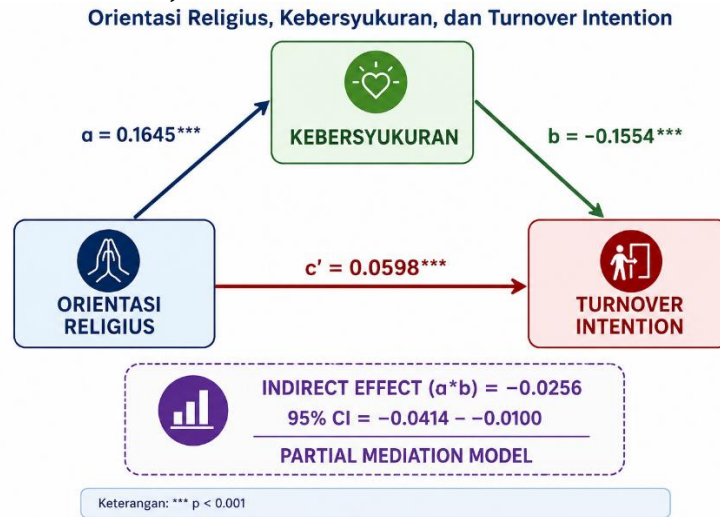 Orientasi Religius, Kebersyukuran, dan Turnover Intention
KEBERSYUKURAN
a = 0.1645***
b = -0.1554***
c' = 0.0598***
ORIENTASI
RELIGIUS
TURNOVER
INTENTION
INDIRECT EFFECT (a*b) = -0.0256
95% CI = -0.0414 – -0.0100
PARTIAL MEDIATION MODEL
Keterangan: *** p < 0.001